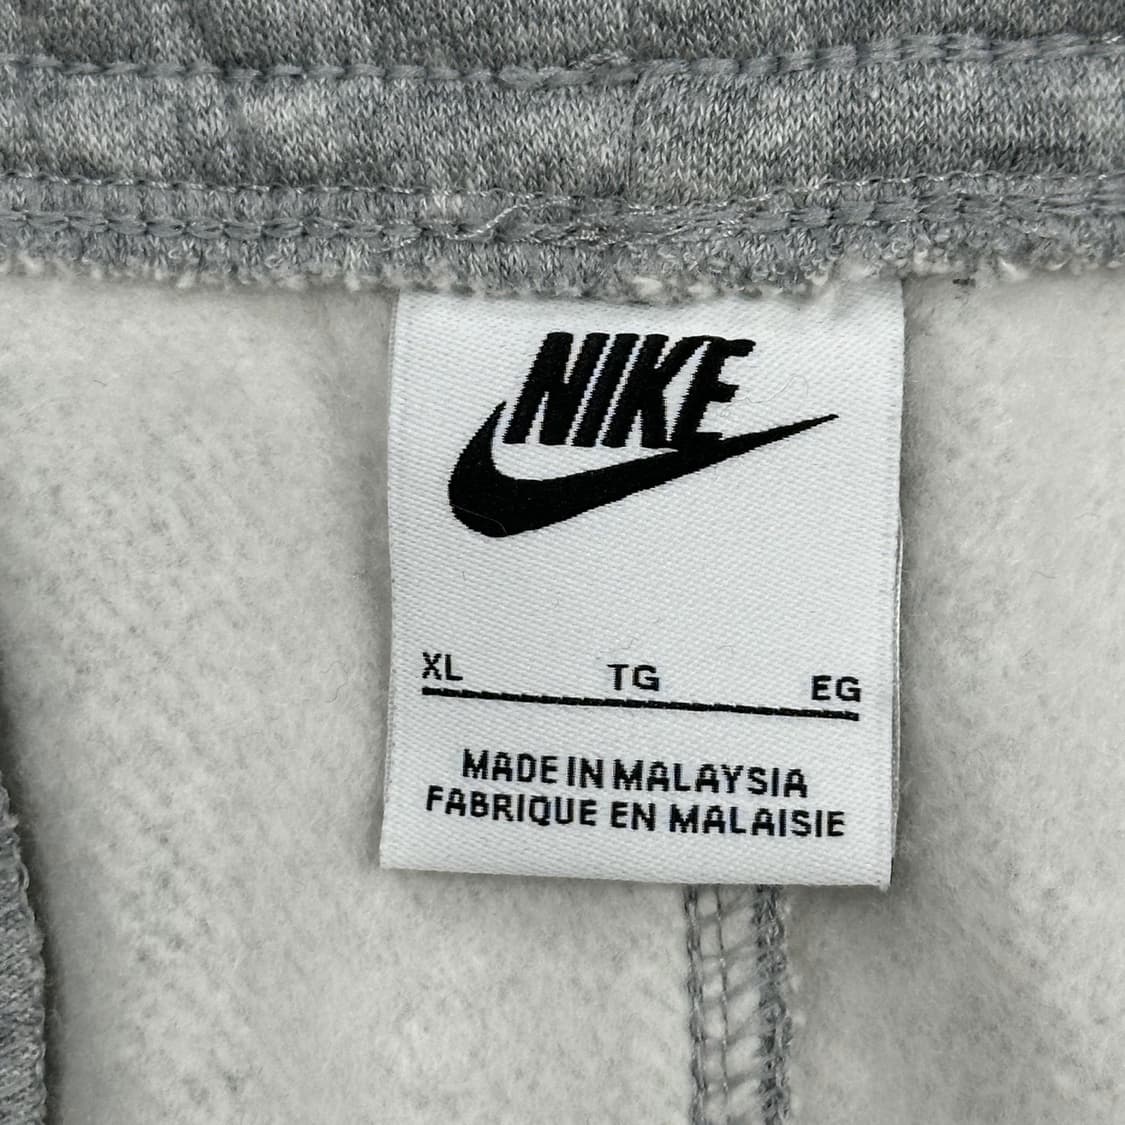 NIKE
XL TG EG
MADE IN MALAYSIA
FABRIQUE EN MALAISIE